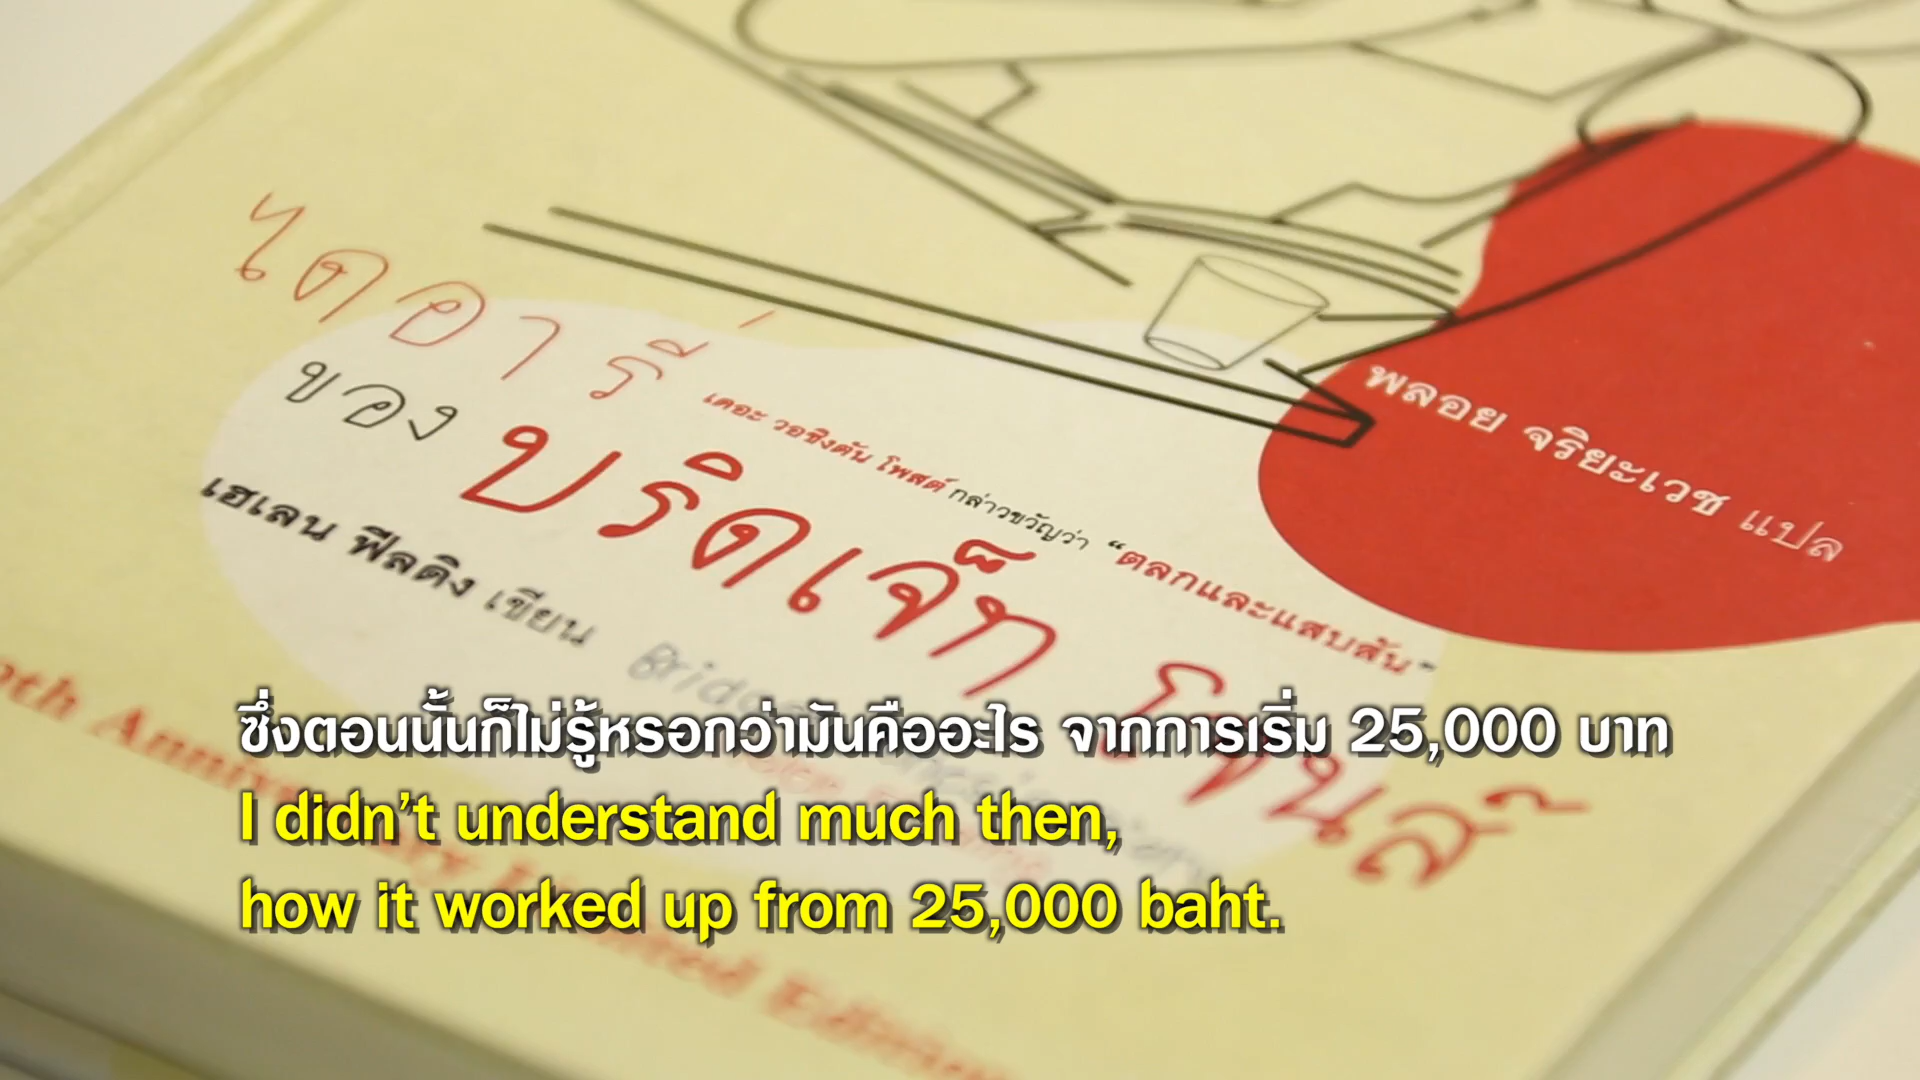 พลอย จริยะเวช แปล
ไดอารี่
ของ บริดเจ็ท โจนส์
เดอะ วอชิงตัน โพสต์ กล่าวขวัญว่า “ตลกและแสบสัน”
เฮเลน ฟีลดิง เขียน
Anniversary Limited Edition
ซึ่งตอนนั้นก็ไม่รู้หรอกว่ามันคืออะไร จากการเริ่ม 25,000 บาท
I didn’t understand much then,
how it worked up from 25,000 baht.